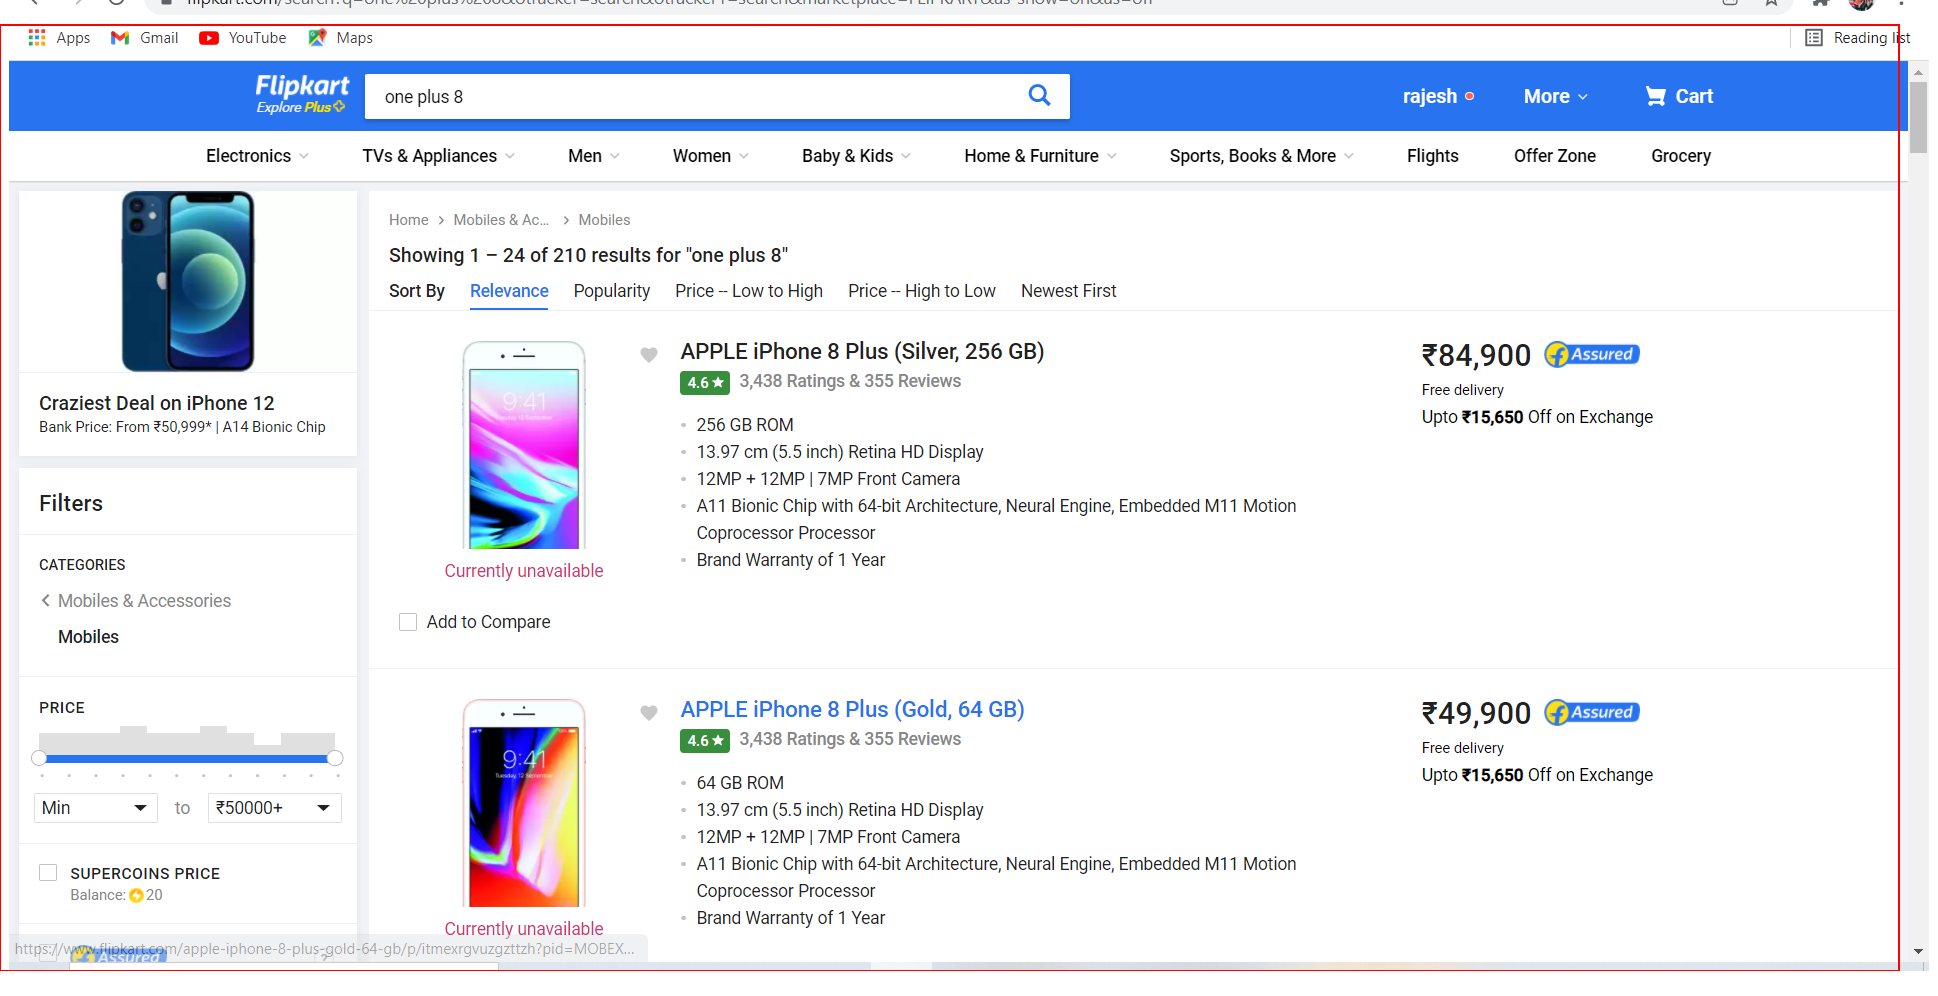 Apps Gmail YouTube Maps Reading list
Flipkart
Explore Plus
one plus 8
rajesh More Cart
Electronics TVs & Appliances Men Women Baby & Kids Home & Furniture Sports, Books & More Flights Offer Zone Grocery
Craziest Deal on iPhone 12
Bank Price: From ₹50,999* | A14 Bionic Chip
Filters
CATEGORIES
Mobiles & Accessories
Mobiles
PRICE
Min to ₹50000+
SUPERCOINS PRICE
Balance: 20
Assured ?
Home > Mobiles & Ac... > Mobiles
Showing 1 – 24 of 210 results for "one plus 8"
Sort By Relevance Popularity Price -- Low to High Price -- High to Low Newest First
9:41
Currently unavailable
Add to Compare
APPLE iPhone 8 Plus (Silver, 256 GB)
4.6★ 3,438 Ratings & 355 Reviews
256 GB ROM
13.97 cm (5.5 inch) Retina HD Display
12MP + 12MP | 7MP Front Camera
A11 Bionic Chip with 64-bit Architecture, Neural Engine, Embedded M11 Motion
Coprocessor Processor
Brand Warranty of 1 Year
₹84,900 Assured
Free delivery
Upto ₹15,650 Off on Exchange
9:41
Tuesday, 12 September
Currently unavailable
APPLE iPhone 8 Plus (Gold, 64 GB)
4.6★ 3,438 Ratings & 355 Reviews
64 GB ROM
13.97 cm (5.5 inch) Retina HD Display
12MP + 12MP | 7MP Front Camera
A11 Bionic Chip with 64-bit Architecture, Neural Engine, Embedded M11 Motion
Coprocessor Processor
Brand Warranty of 1 Year
₹49,900 Assured
Free delivery
Upto ₹15,650 Off on Exchange
https://www.flipkart.com/apple-iphone-8-plus-gold-64-gb/p/itmexrgvuzgzttzh?pid=MOBEX...